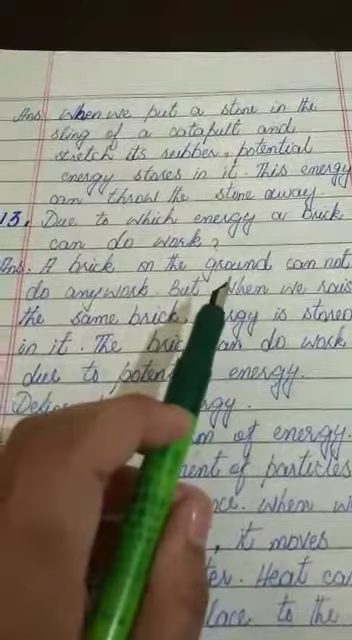 Ans. When we put a stone in the
sling of a catapult and
stretch its rubber, potential
energy stores in it. This energy
can throw the stone away.
13. Due to which energy a brick
can do work?
Ans. A brick on the ground can not
do any work. But when we rais
the same brick, energy is stored
in it. The brick can do work
due to potential energy.
Define
of energy.
of particles
when
, it moves
Heat can
to the